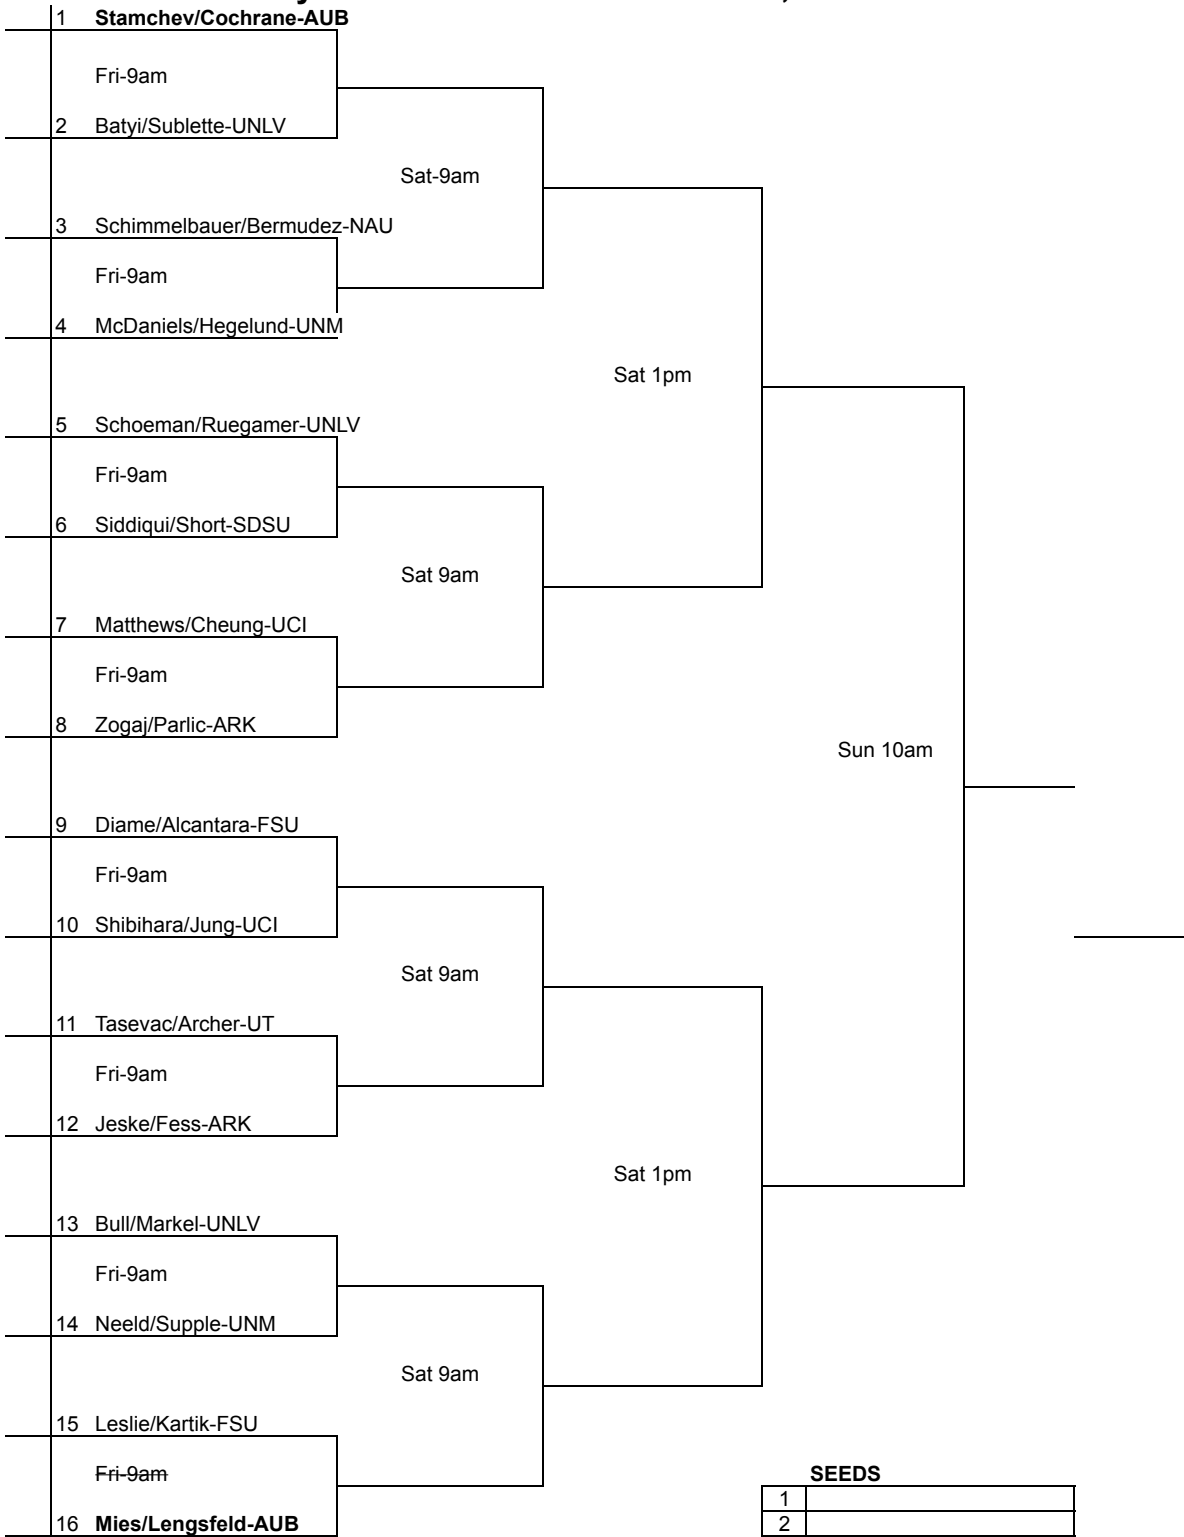 1 Stamchev/Cochrane-AUB
Fri-9am
2 Batyi/Sublette-UNLV
Sat-9am
3 Schimmelbauer/Bermudez-NAU
Fri-9am
4 McDaniels/Hegelund-UNM
Sat 1pm
5 Schoeman/Ruegamer-UNLV
Fri-9am
6 Siddiqui/Short-SDSU
Sat 9am
7 Matthews/Cheung-UCI
Fri-9am
8 Zogaj/Parlic-ARK
Sun 10am
9 Diame/Alcantara-FSU
Fri-9am
10 Shibihara/Jung-UCI
Sat 9am
11 Tasevac/Archer-UT
Fri-9am
12 Jeske/Fess-ARK
Sat 1pm
13 Bull/Markel-UNLV
Fri-9am
14 Neeld/Supple-UNM
Sat 9am
15 Leslie/Kartik-FSU
Fri-9am
16 Mies/Lengsfeld-AUB
SEEDS
1
2